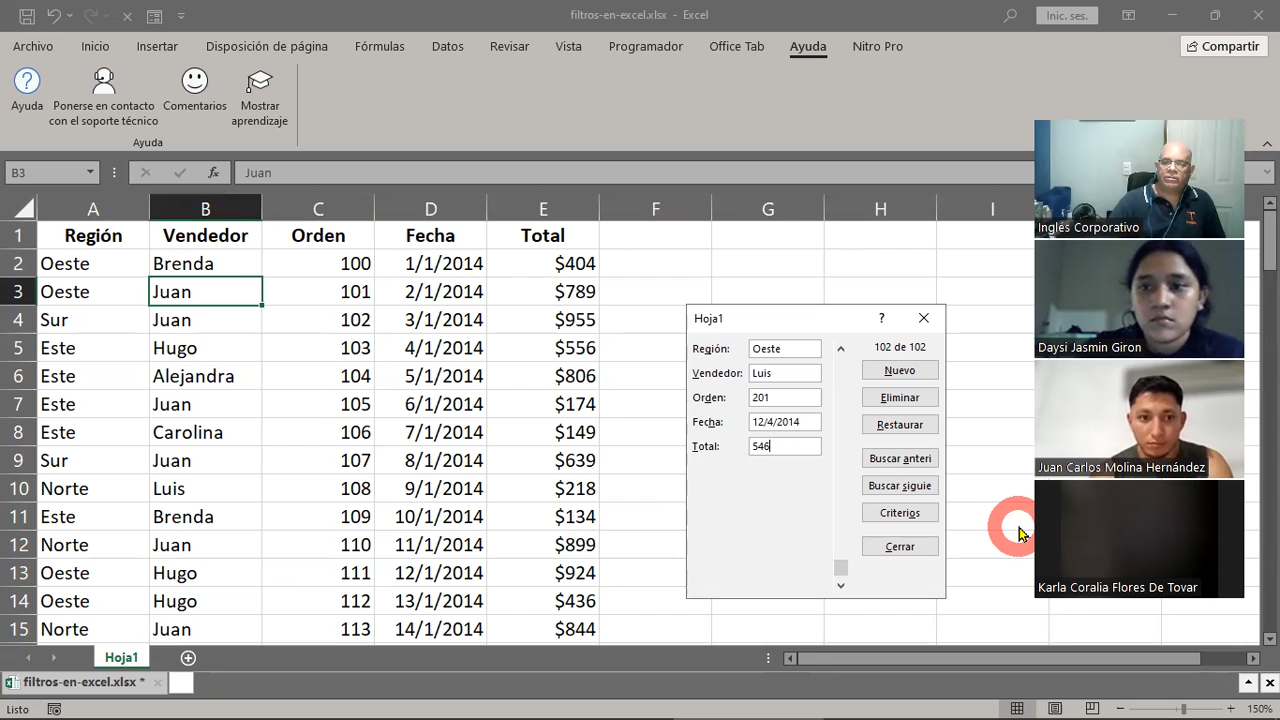 filtros-en-excel.xlsx - Excel
Inic. ses.
Archivo Inicio Insertar Disposición de página Fórmulas Datos Revisar Vista Programador Office Tab Ayuda Nitro Pro Compartir
Ayuda
Ponerse en contacto con el soporte técnico
Comentarios
Mostrar aprendizaje
Ayuda
B3 fx Juan
A B C D E F G H I
1 Región Vendedor Orden Fecha Total
2 Oeste Brenda 100 1/1/2014 $404
3 Oeste Juan 101 2/1/2014 $789
4 Sur Juan 102 3/1/2014 $955
5 Este Hugo 103 4/1/2014 $556
6 Este Alejandra 104 5/1/2014 $806
7 Este Juan 105 6/1/2014 $174
8 Este Carolina 106 7/1/2014 $149
9 Sur Juan 107 8/1/2014 $639
10 Norte Luis 108 9/1/2014 $218
11 Este Brenda 109 10/1/2014 $134
12 Norte Juan 110 11/1/2014 $899
13 Oeste Hugo 111 12/1/2014 $924
14 Oeste Hugo 112 13/1/2014 $436
15 Norte Juan 113 14/1/2014 $844
Hoja1 ?
Región: Oeste
Vendedor: Luis
Orden: 201
Fecha: 12/4/2014
Total: 546
102 de 102
Nuevo
Eliminar
Restaurar
Buscar anteri
Buscar siguie
Criterios
Cerrar
Inglés Corporativo
Daysi Jasmin Giron
Juan Carlos Molina Hernández
Karla Coralia Flores De Tovar
Hoja1
filtros-en-excel.xlsx *
Listo
150%